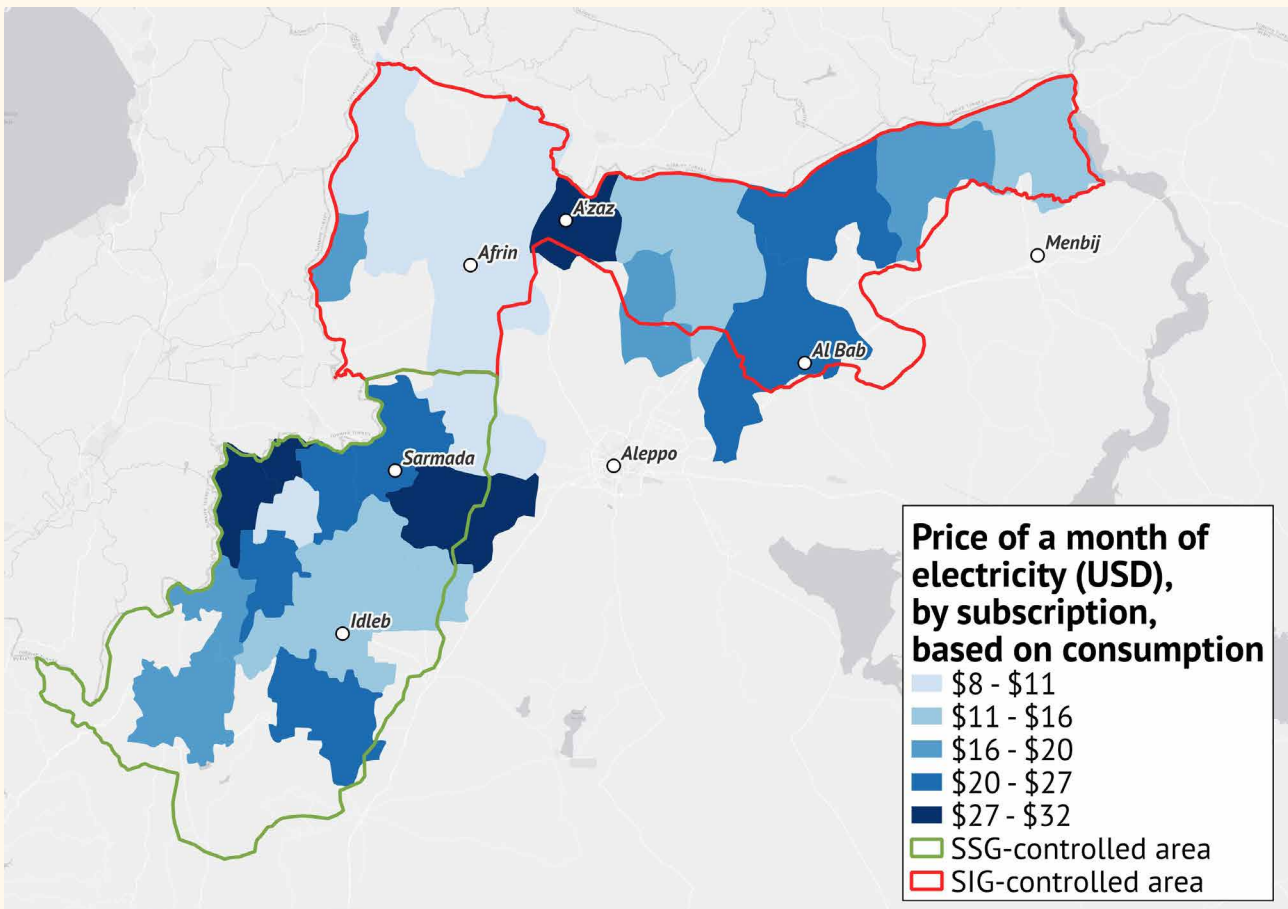 A'zaz
Afrin
Menbij
Al Bab
Sarmada
Aleppo
Idleb
Price of a month of
electricity (USD),
by subscription,
based on consumption
$8 - $11
$11 - $16
$16 - $20
$20 - $27
$27 - $32
SSG-controlled area
SIG-controlled area